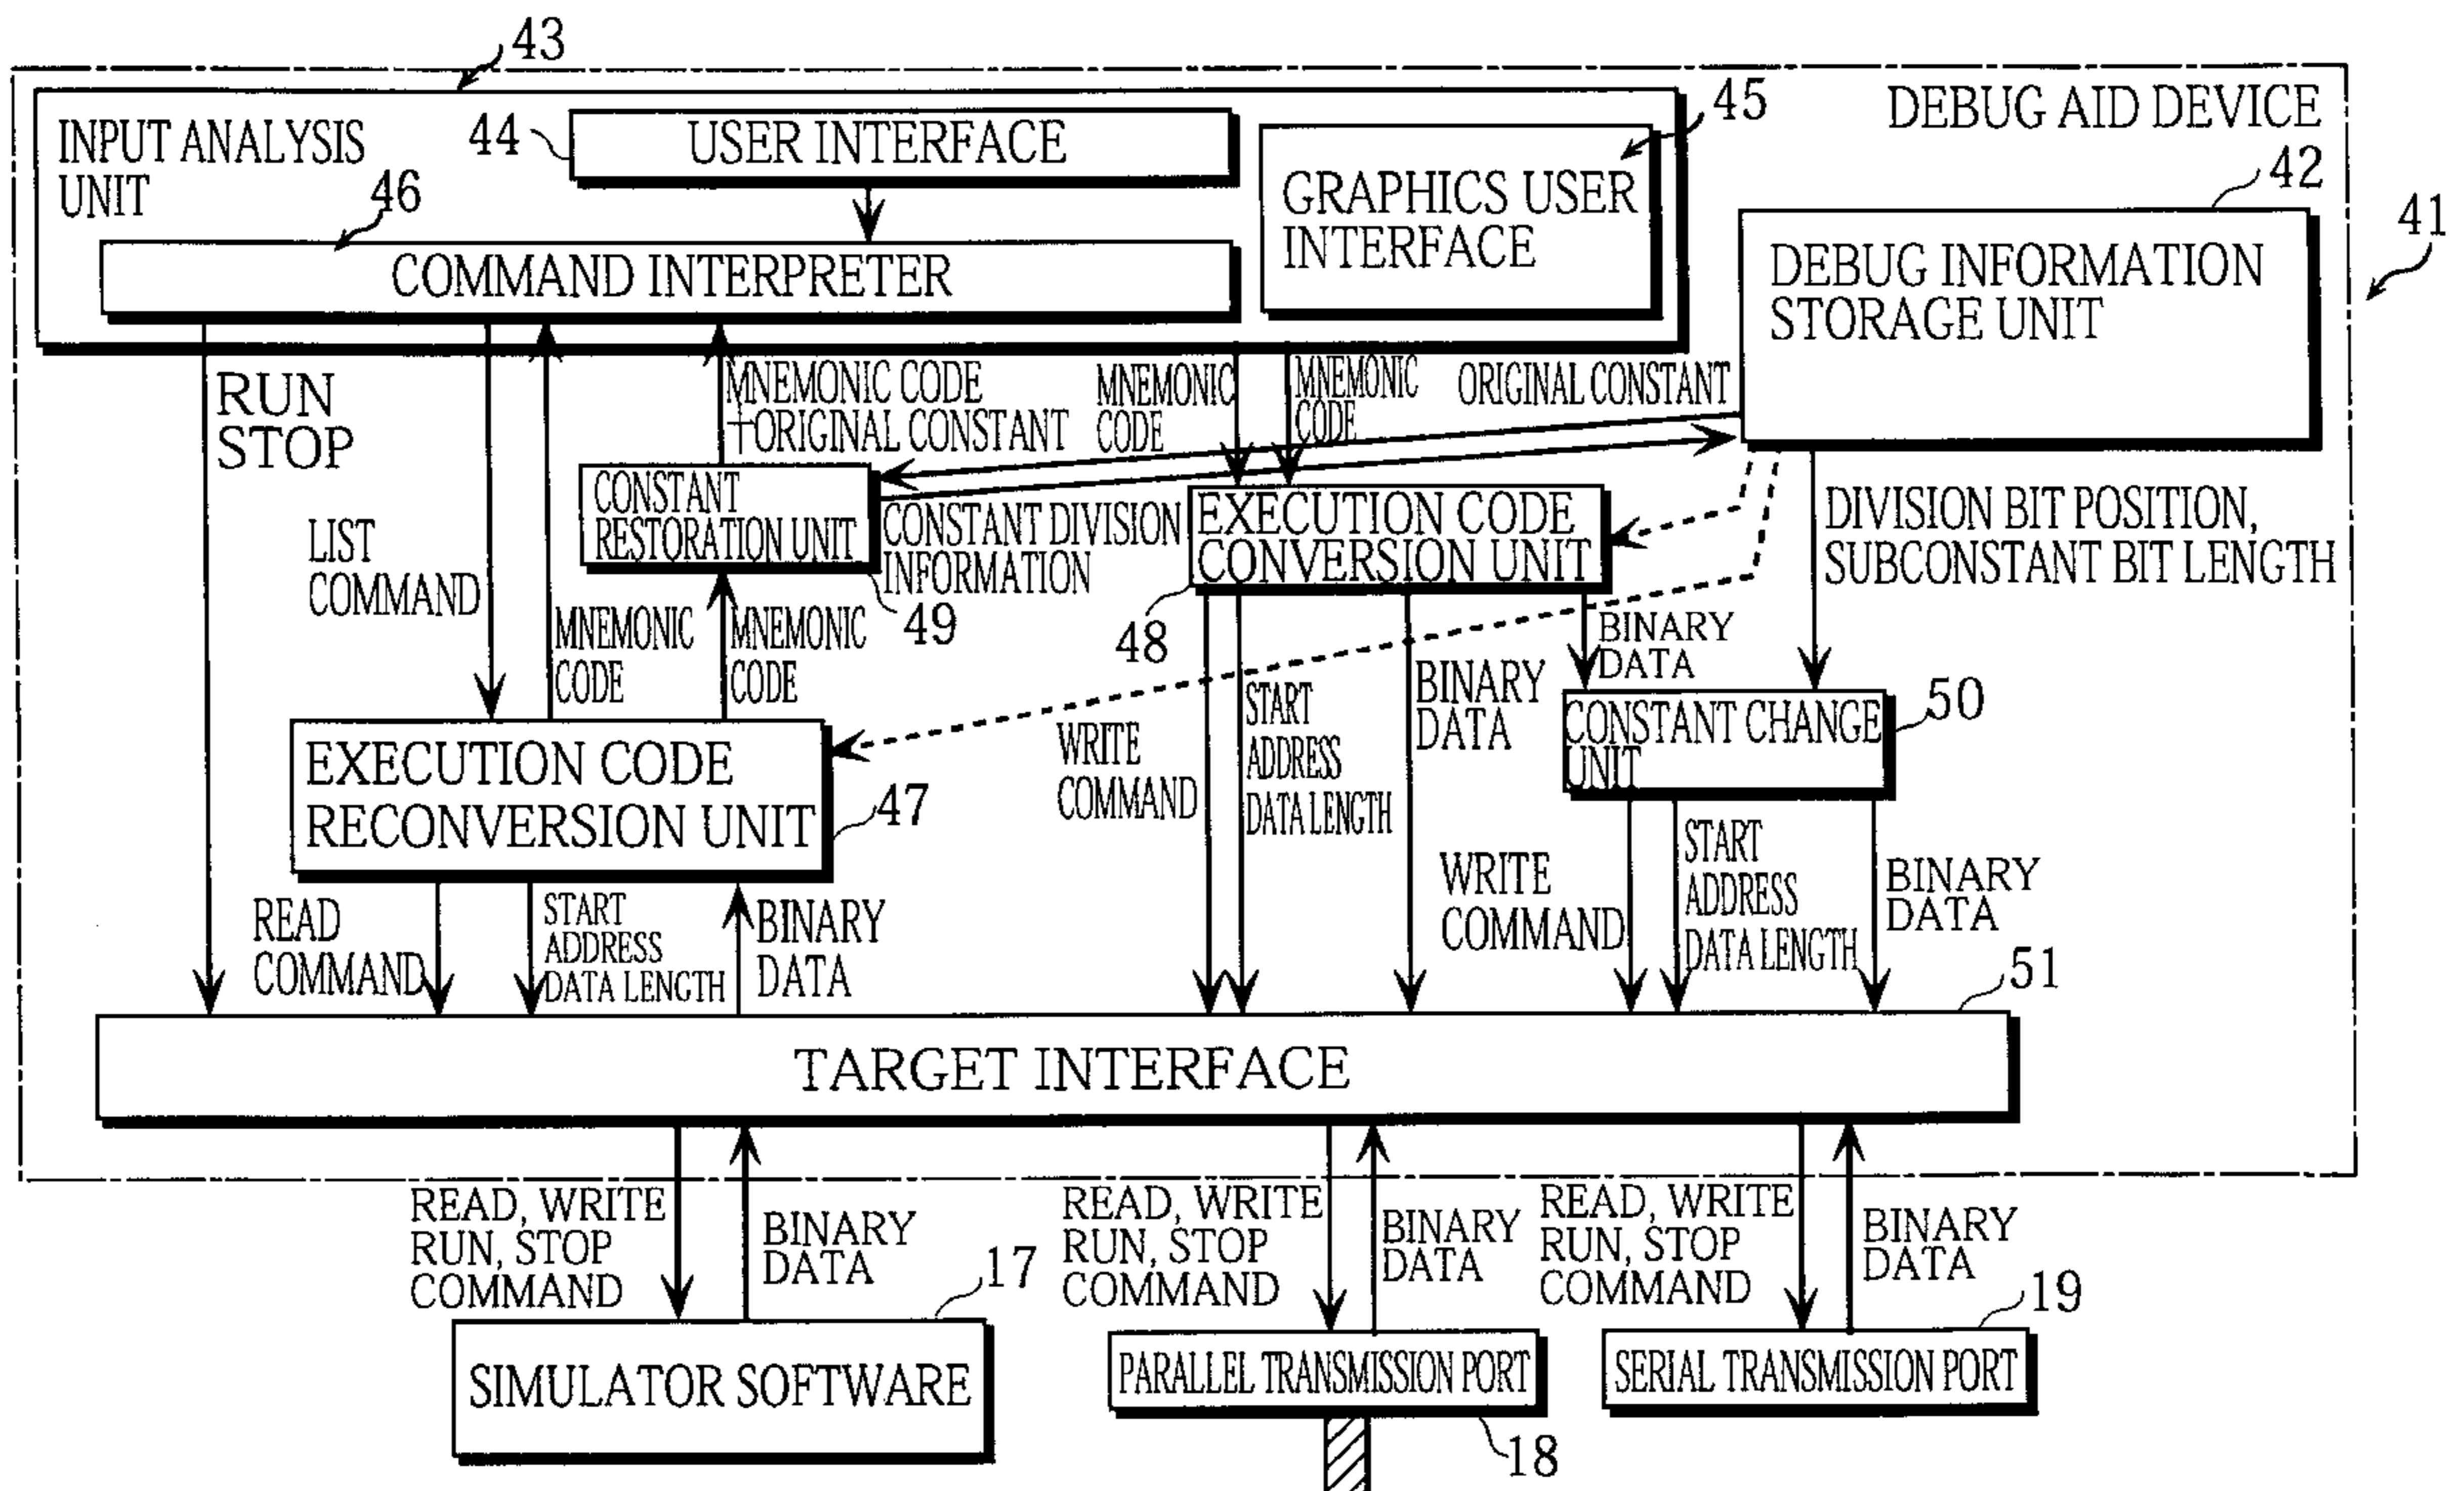 43
DEBUG AID DEVICE
INPUT ANALYSIS
UNIT
44
USER INTERFACE
45
GRAPHICS USER
INTERFACE
46
COMMAND INTERPRETER
42
41
DEBUG INFORMATION
STORAGE UNIT
RUN
STOP
MNEMONIC CODE
+ORIGINAL CONSTANT
MNEMONIC
CODE
MNEMONIC
CODE
ORIGINAL CONSTANT
LIST
COMMAND
CONSTANT
RESTORATION UNIT
49
CONSTANT DIVISION
INFORMATION
EXECUTION CODE
CONVERSION UNIT
48
DIVISION BIT POSITION,
SUBCONSTANT BIT LENGTH
MNEMONIC
CODE
MNEMONIC
CODE
BINARY
DATA
EXECUTION CODE
RECONVERSION UNIT
47
WRITE
COMMAND
START
ADDRESS
DATA LENGTH
BINARY
DATA
CONSTANT CHANGE
UNIT
50
READ
COMMAND
START
ADDRESS
DATA LENGTH
BINARY
DATA
WRITE
COMMAND
START
ADDRESS
DATA LENGTH
BINARY
DATA
51
TARGET INTERFACE
READ, WRITE
RUN, STOP
COMMAND
BINARY
DATA
READ, WRITE
RUN, STOP
COMMAND
BINARY
DATA
READ, WRITE
RUN, STOP
COMMAND
BINARY
DATA
17
SIMULATOR SOFTWARE
PARALLEL TRANSMISSION PORT
18
19
SERIAL TRANSMISSION PORT